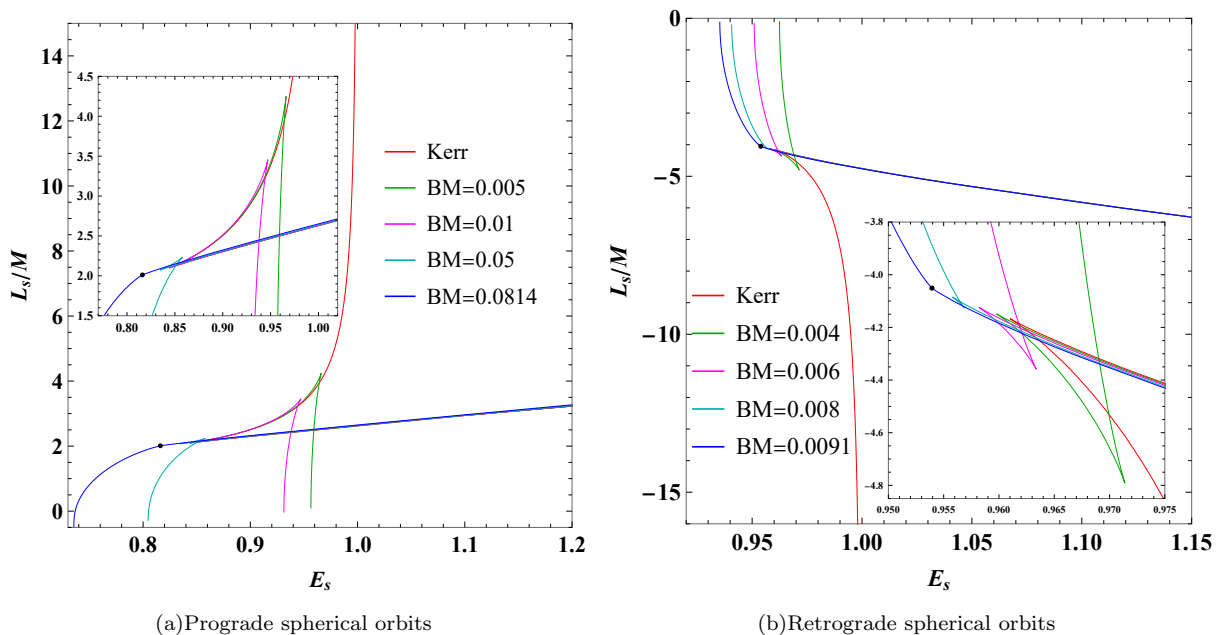 14
12
10
8
6
4
2
0
L_s/M
0.8
0.9
1.0
1.1
1.2
E_s
4.5
4.0
3.5
3.0
2.5
2.0
1.5
0.80
0.85
0.90
0.95
1.00
Kerr
BM=0.005
BM=0.01
BM=0.05
BM=0.0814
(a)Prograde spherical orbits
0
-5
-10
-15
L_s/M
0.95
1.00
1.05
1.10
1.15
E_s
Kerr
BM=0.004
BM=0.006
BM=0.008
BM=0.0091
-3.8
-4.0
-4.2
-4.4
-4.6
-4.8
0.950
0.955
0.960
0.965
0.970
0.975
(b)Retrograde spherical orbits